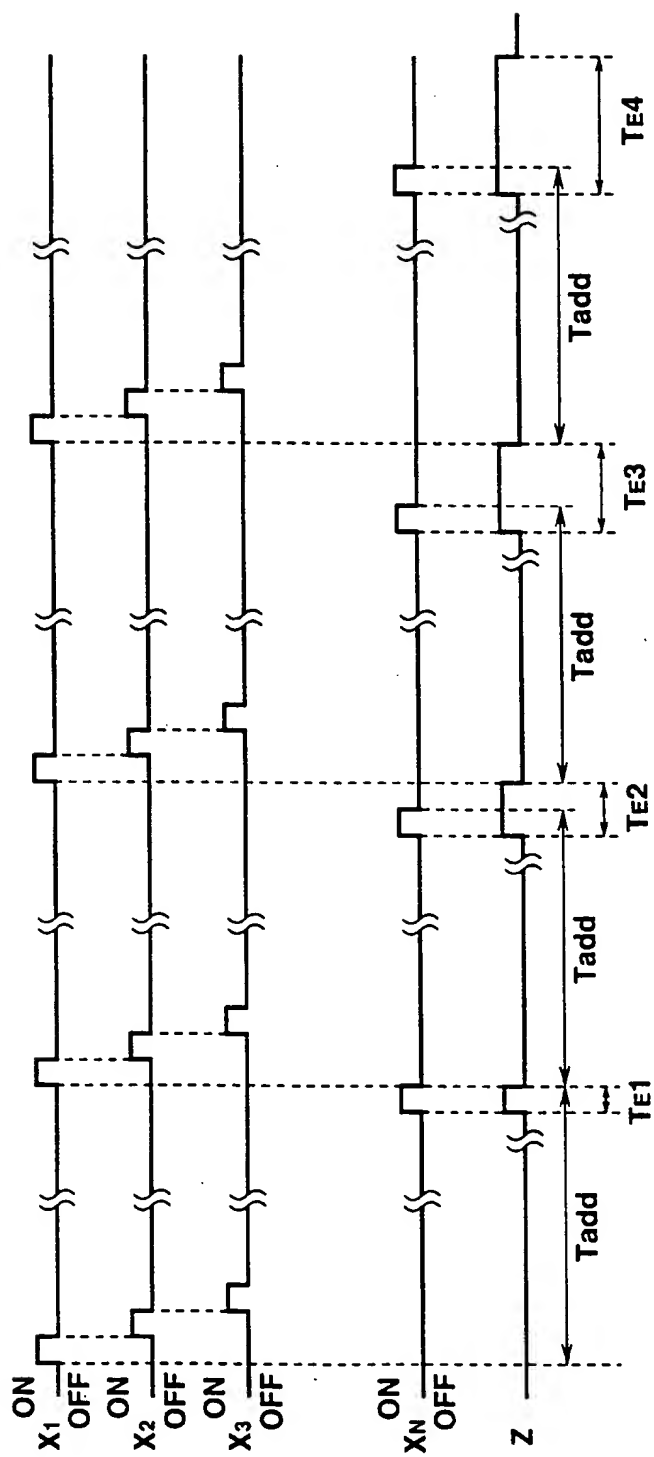 X1 ON OFF
X2 ON OFF
X3 ON OFF
XN ON OFF
Z
Tadd Tadd Tadd Tadd
TE1 TE2 TE3 TE4